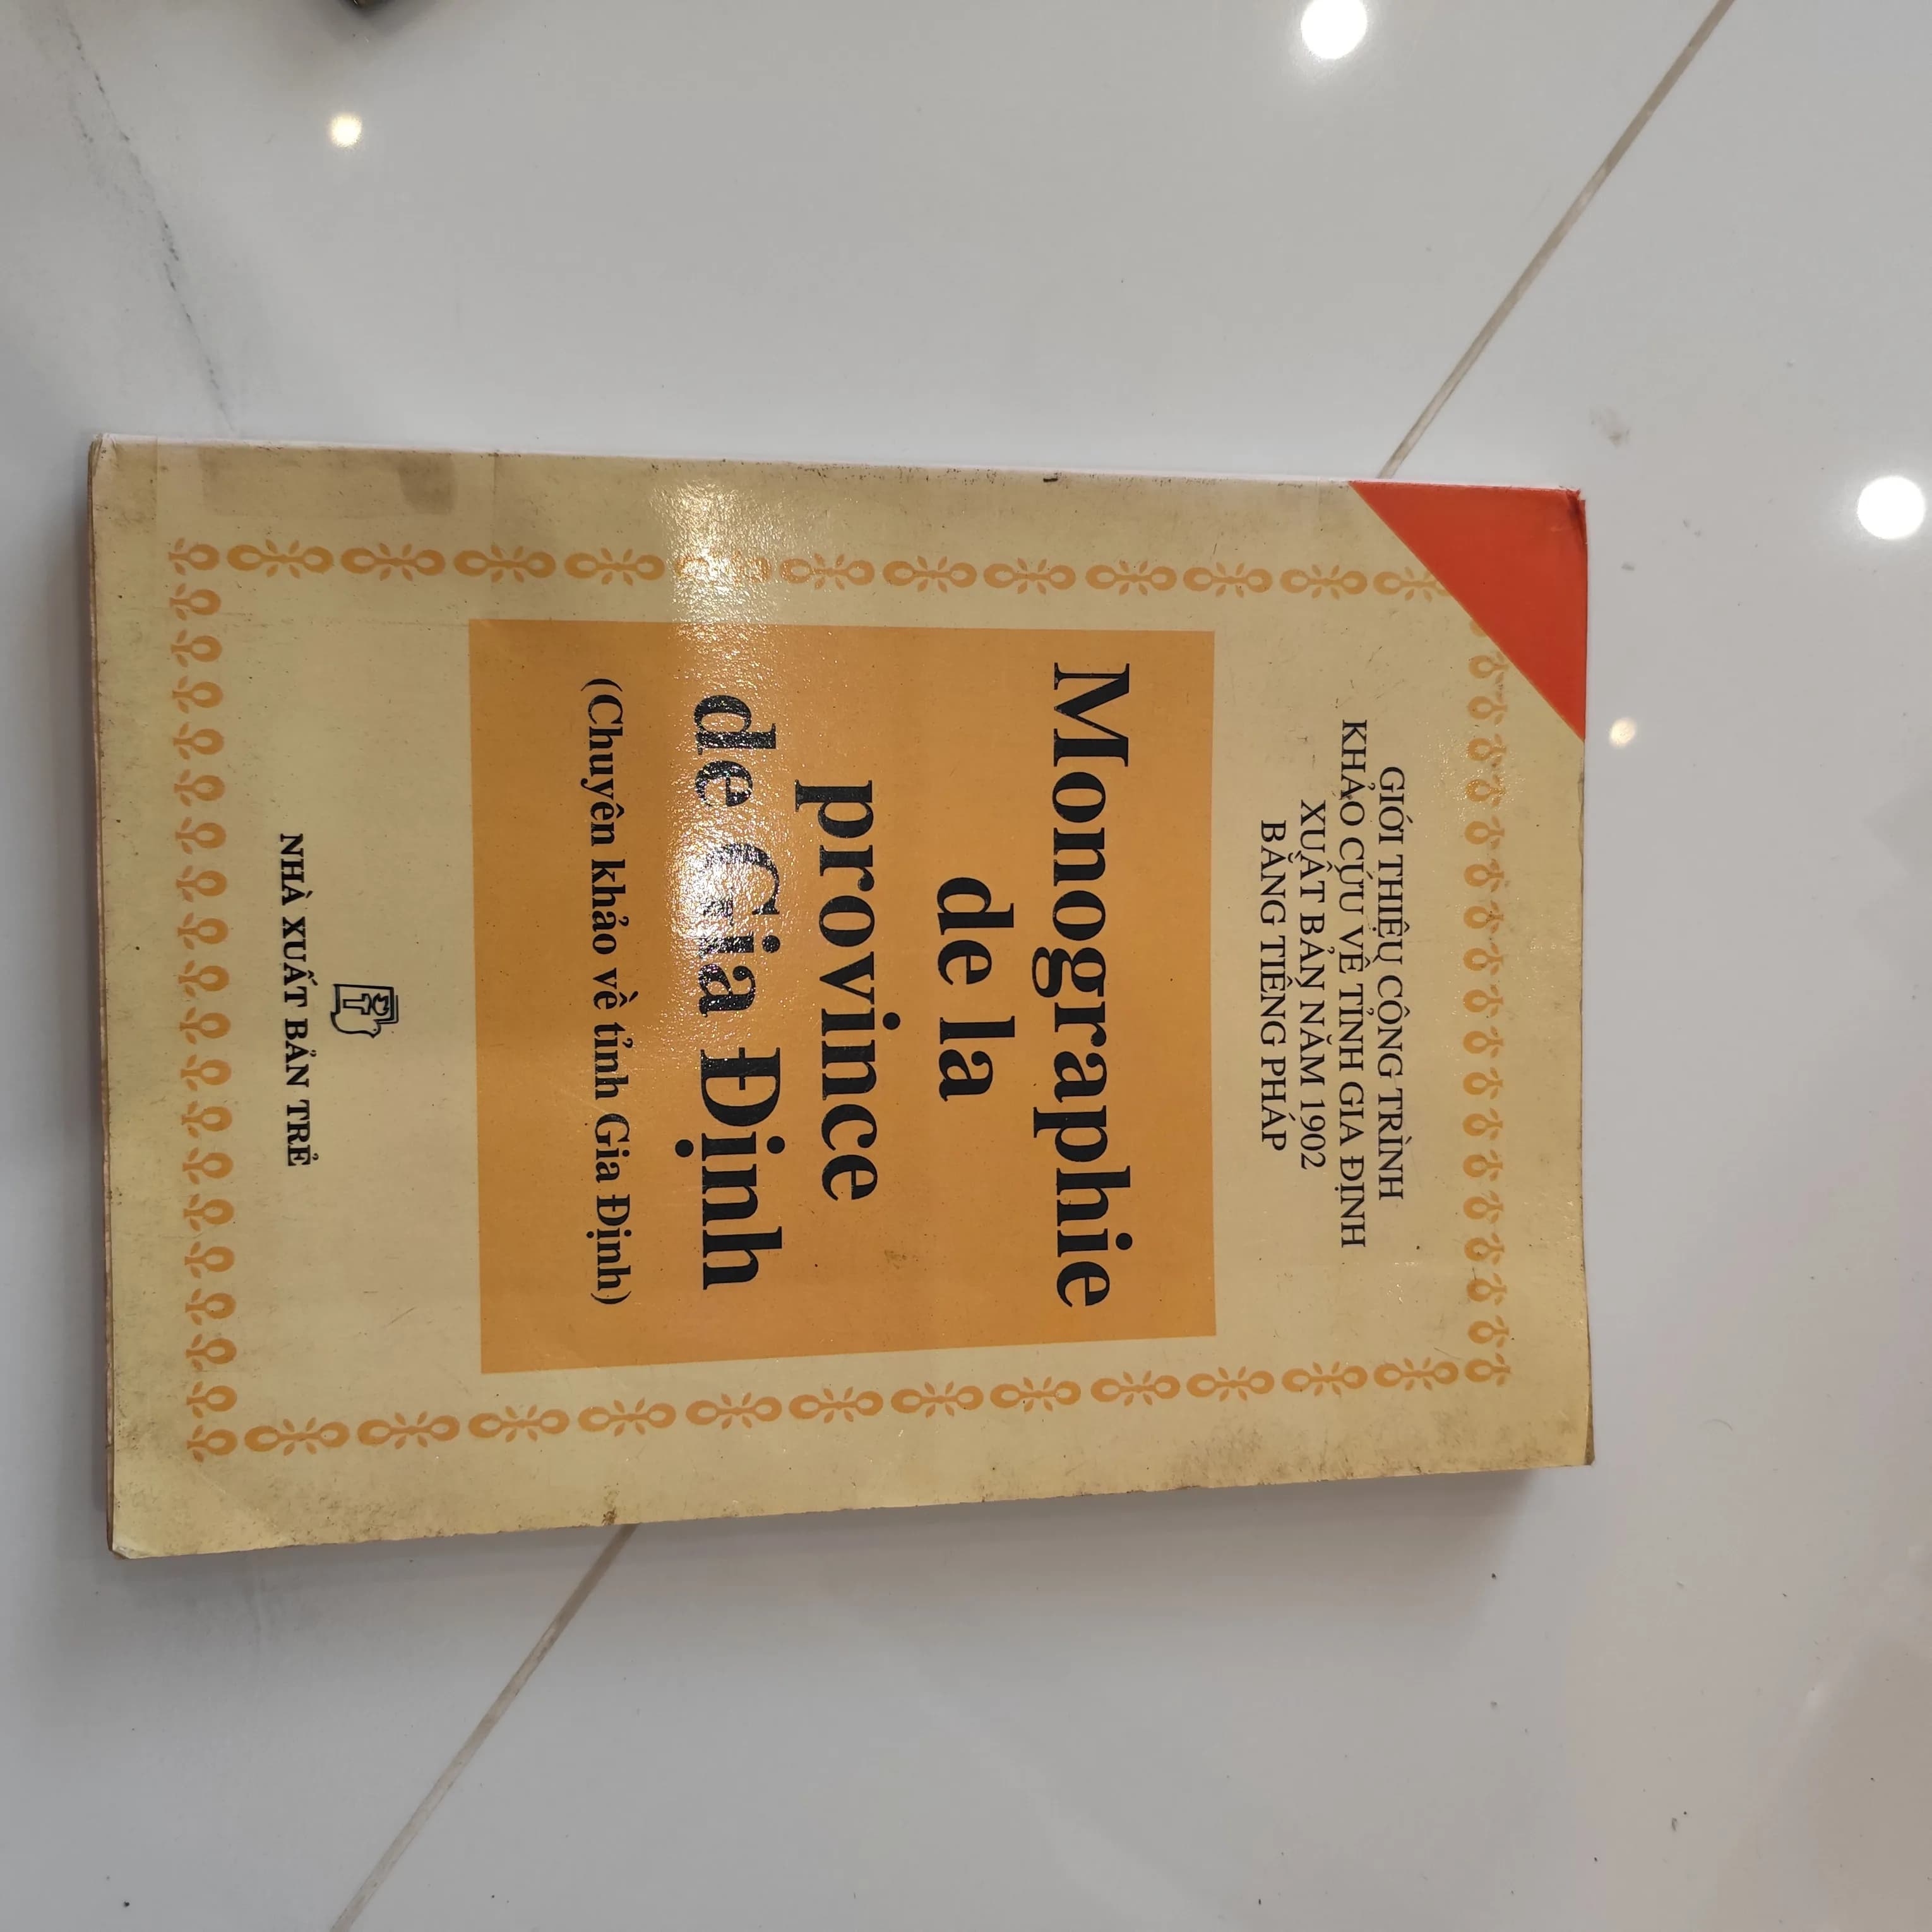 GIỚI THIỆU CÔNG TRÌNH
KHẢO CỨU VỀ TỈNH GIA ĐỊNH
XUẤT BẢN NĂM 1902
BẰNG TIẾNG PHÁP
Monographie
de la
province
de Gia Định
(Chuyên khảo về tỉnh Gia Định)
NHÀ XUẤT BẢN TRẺ